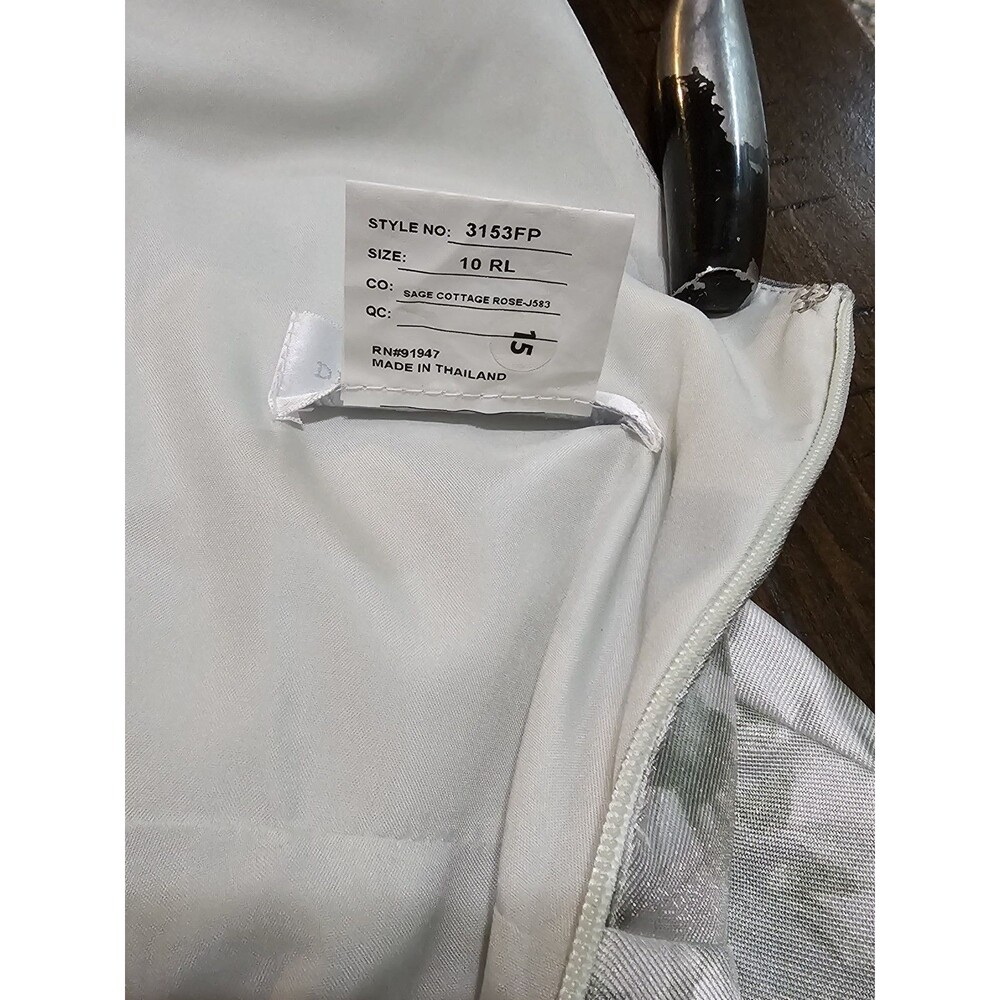 STYLE NO: 3153FP
SIZE: 10 RL
CO: SAGE COTTAGE ROSE-J583
QC: 15
RN#91947
MADE IN THAILAND
D